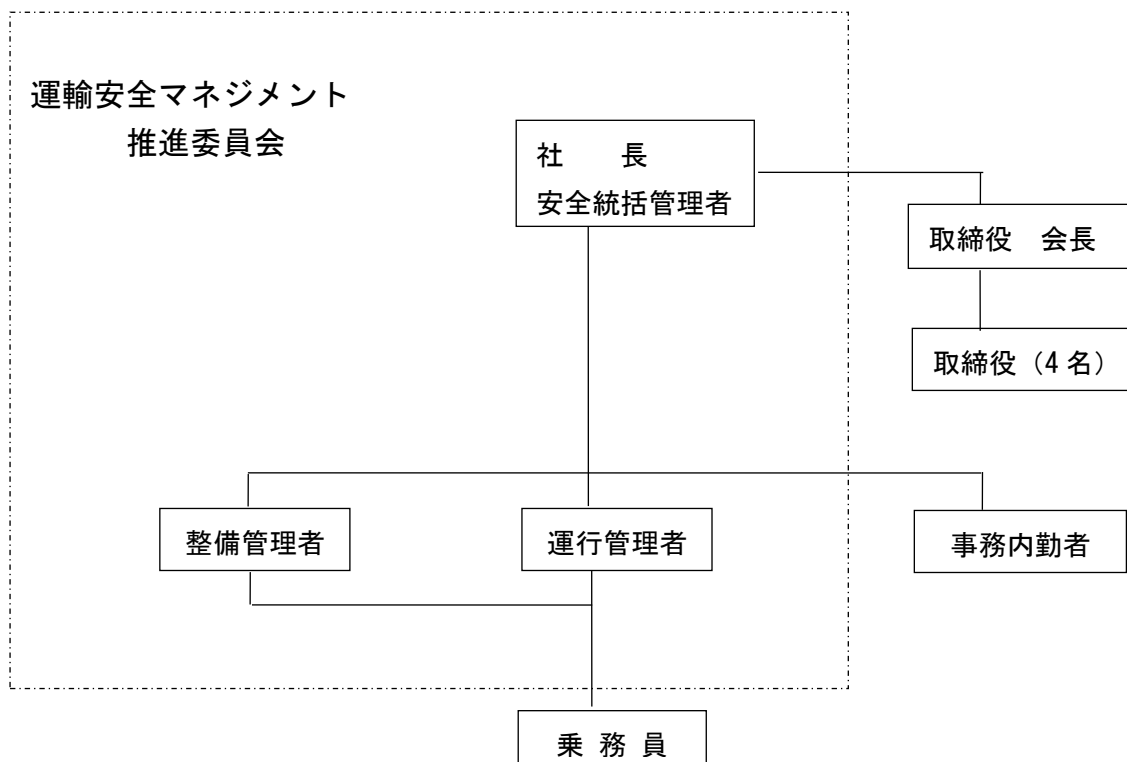 運輸安全マネジメント
推進委員会
社　　長
安全統括管理者
取締役　会長
取締役（4 名）
整備管理者
運行管理者
事務内勤者
乗 務 員